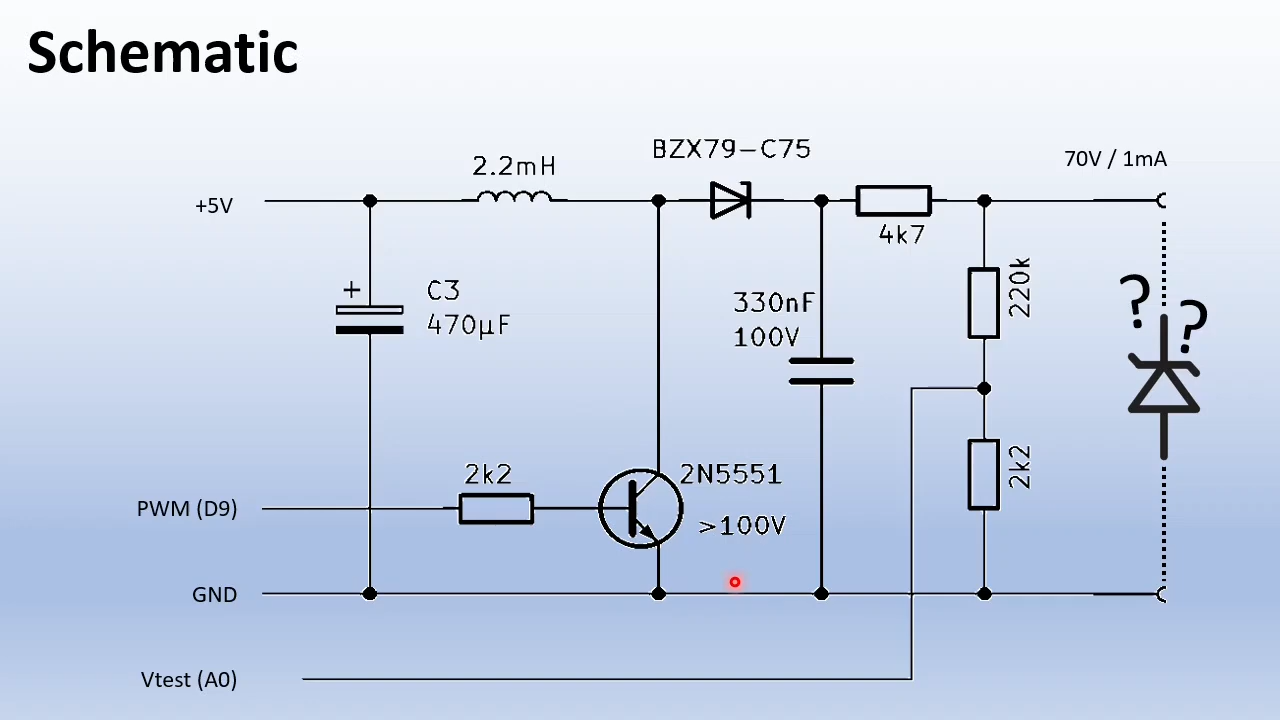 Schematic
BZX79-C75
70V / 1mA
2.2mH
+5V
4k7
+
C3
470µF
330nF
100V
220k
? ?
2k2
2N5551
2k2
PWM (D9)
>100V
GND
Vtest (A0)